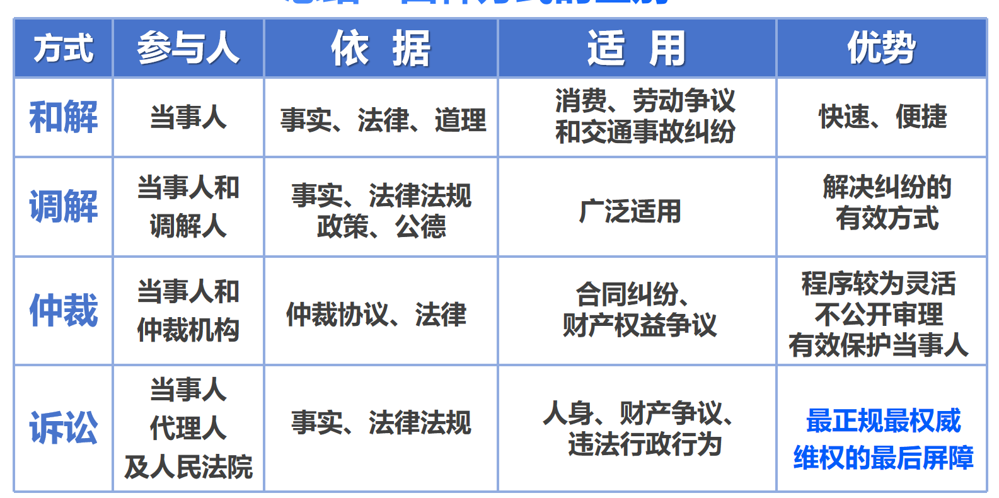 方式 参与人 依 据 适 用 优势
和解 当事人 事实、法律、道理 消费、劳动争议
和交通事故纠纷 快速、便捷
调解 当事人和
调解人 事实、法律法规
政策、公德 广泛适用 解决纠纷的
有效方式
仲裁 当事人和
仲裁机构 仲裁协议、法律 合同纠纷、
财产权益争议 程序较为灵活
不公开审理
有效保护当事人
诉讼 当事人
代理人
及人民法院 事实、法律法规 人身、财产争议、
违法行政行为 最正规最权威
维权的最后屏障